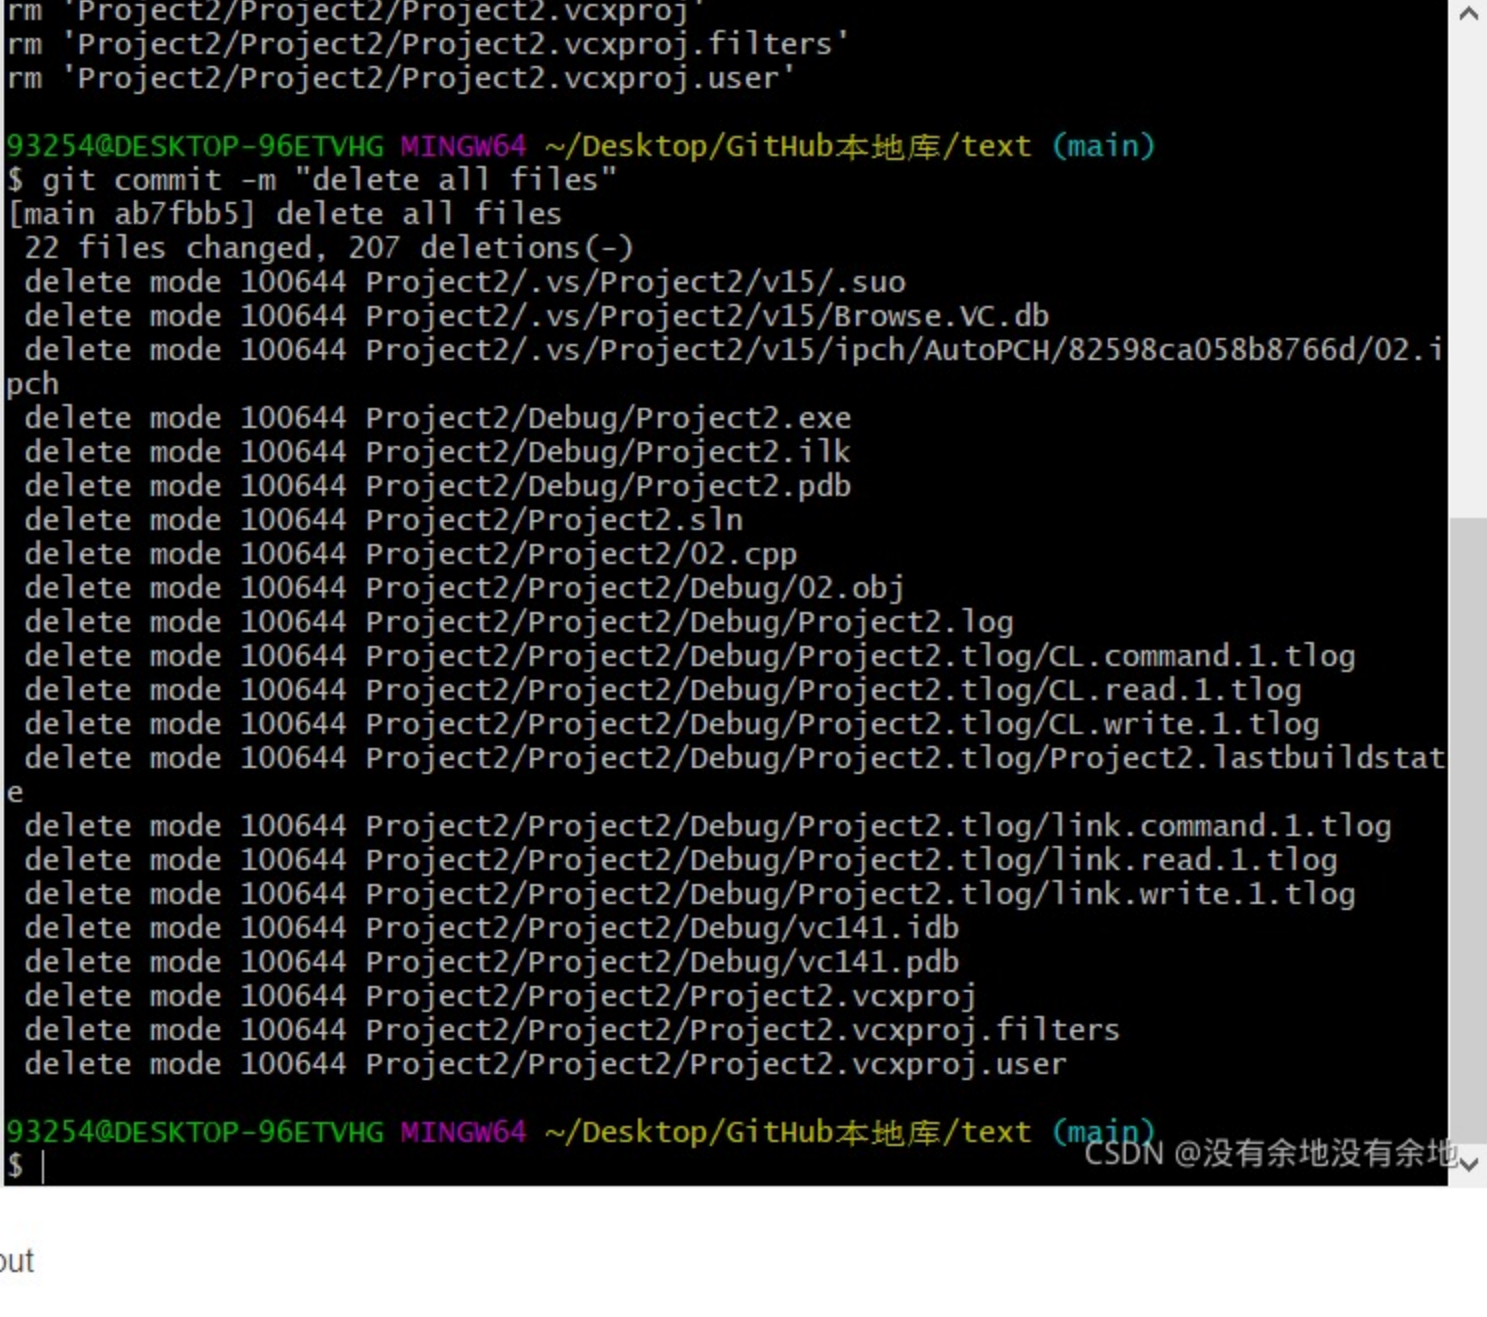 rm 'Project2/Project2/Project2.vcxproj'
rm 'Project2/Project2/Project2.vcxproj.filters'
rm 'Project2/Project2/Project2.vcxproj.user'
93254@DESKTOP-96ETVHG MINGW64 ~/Desktop/GitHub本地库/text (main)
$ git commit -m "delete all files"
[main ab7fbb5] delete all files
22 files changed, 207 deletions(-)
delete mode 100644 Project2/.vs/Project2/v15/.suo
delete mode 100644 Project2/.vs/Project2/v15/Browse.VC.db
delete mode 100644 Project2/.vs/Project2/v15/ipch/AutoPCH/82598ca058b8766d/02.i
pch
delete mode 100644 Project2/Debug/Project2.exe
delete mode 100644 Project2/Debug/Project2.ilk
delete mode 100644 Project2/Debug/Project2.pdb
delete mode 100644 Project2/Project2.sln
delete mode 100644 Project2/Project2/02.cpp
delete mode 100644 Project2/Project2/Debug/02.obj
delete mode 100644 Project2/Project2/Debug/Project2.log
delete mode 100644 Project2/Project2/Debug/Project2.tlog/CL.command.1.tlog
delete mode 100644 Project2/Project2/Debug/Project2.tlog/CL.read.1.tlog
delete mode 100644 Project2/Project2/Debug/Project2.tlog/CL.write.1.tlog
delete mode 100644 Project2/Project2/Debug/Project2.tlog/Project2.lastbuildstat
e
delete mode 100644 Project2/Project2/Debug/Project2.tlog/link.command.1.tlog
delete mode 100644 Project2/Project2/Debug/Project2.tlog/link.read.1.tlog
delete mode 100644 Project2/Project2/Debug/Project2.tlog/link.write.1.tlog
delete mode 100644 Project2/Project2/Debug/vc141.idb
delete mode 100644 Project2/Project2/Debug/vc141.pdb
delete mode 100644 Project2/Project2/Project2.vcxproj
delete mode 100644 Project2/Project2/Project2.vcxproj.filters
delete mode 100644 Project2/Project2/Project2.vcxproj.user
93254@DESKTOP-96ETVHG MINGW64 ~/Desktop/GitHub本地库/text (main)
$
CSDN @没有余地没有余地
out